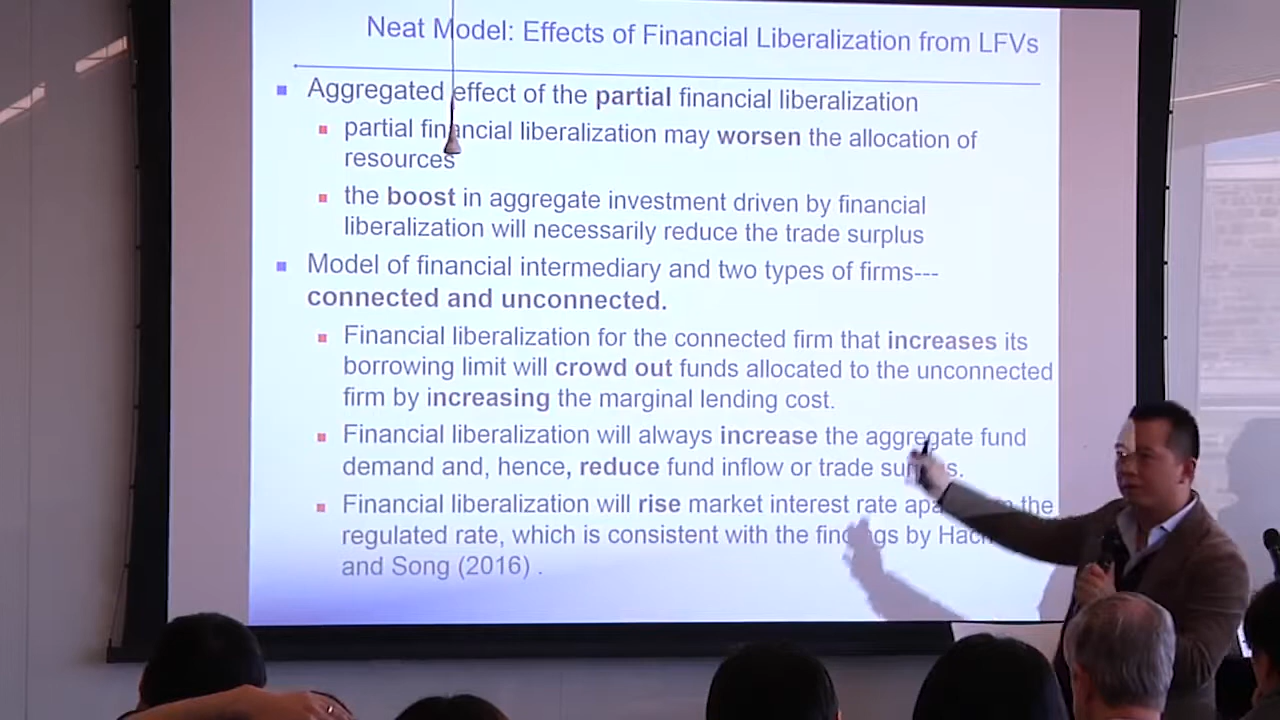 Neat Model: Effects of Financial Liberalization from LFVs
Aggregated effect of the partial financial liberalization
partial financial liberalization may worsen the allocation of
resources
the boost in aggregate investment driven by financial
liberalization will necessarily reduce the trade surplus
Model of financial intermediary and two types of firms---
connected and unconnected.
Financial liberalization for the connected firm that increases its
borrowing limit will crowd out funds allocated to the unconnected
firm by increasing the marginal lending cost.
Financial liberalization will always increase the aggregate fund
demand and, hence, reduce fund inflow or trade surplus.
Financial liberalization will rise market interest rate the
regulated rate, which is consistent with the findings by
and Song (2016) .